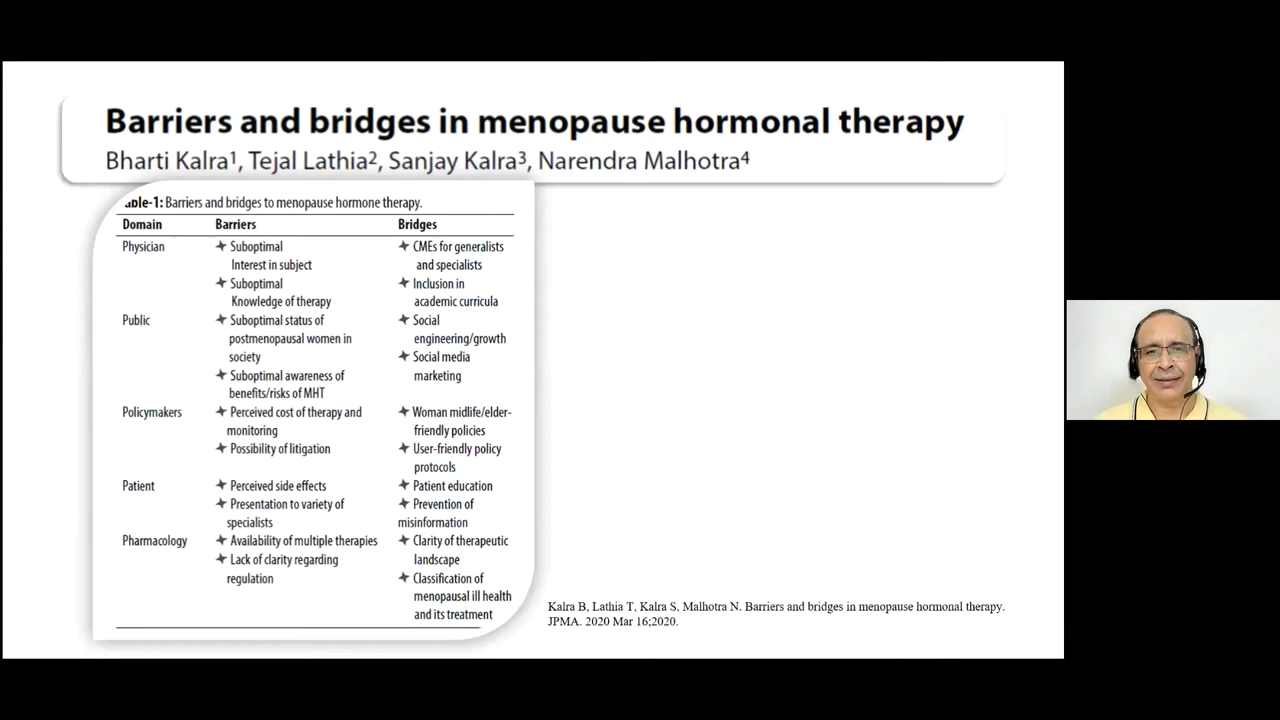 Barriers and bridges in menopause hormonal therapy
Bharti Kalra1, Tejal Lathia2, Sanjay Kalra3, Narendra Malhotra4
able-1: Barriers and bridges to menopause hormone therapy.
Domain Barriers Bridges
Physician Suboptimal CMEs for generalists
Interest in subject and specialists
Suboptimal Inclusion in
Knowledge of therapy academic curricula
Public Suboptimal status of Social
postmenopausal women in engineering/growth
society Social media
Suboptimal awareness of marketing
benefits/risks of MHT
Policymakers Perceived cost of therapy and Woman midlife/elder-
monitoring friendly policies
Possibility of litigation User-friendly policy
protocols
Patient Perceived side effects Patient education
Presentation to variety of Prevention of
specialists misinformation
Pharmacology Availability of multiple therapies Clarity of therapeutic
Lack of clarity regarding landscape
regulation Classification of
menopausal ill health
and its treatment
Kalra B, Lathia T, Kalra S, Malhotra N. Barriers and bridges in menopause hormonal therapy.
JPMA. 2020 Mar 16;2020.